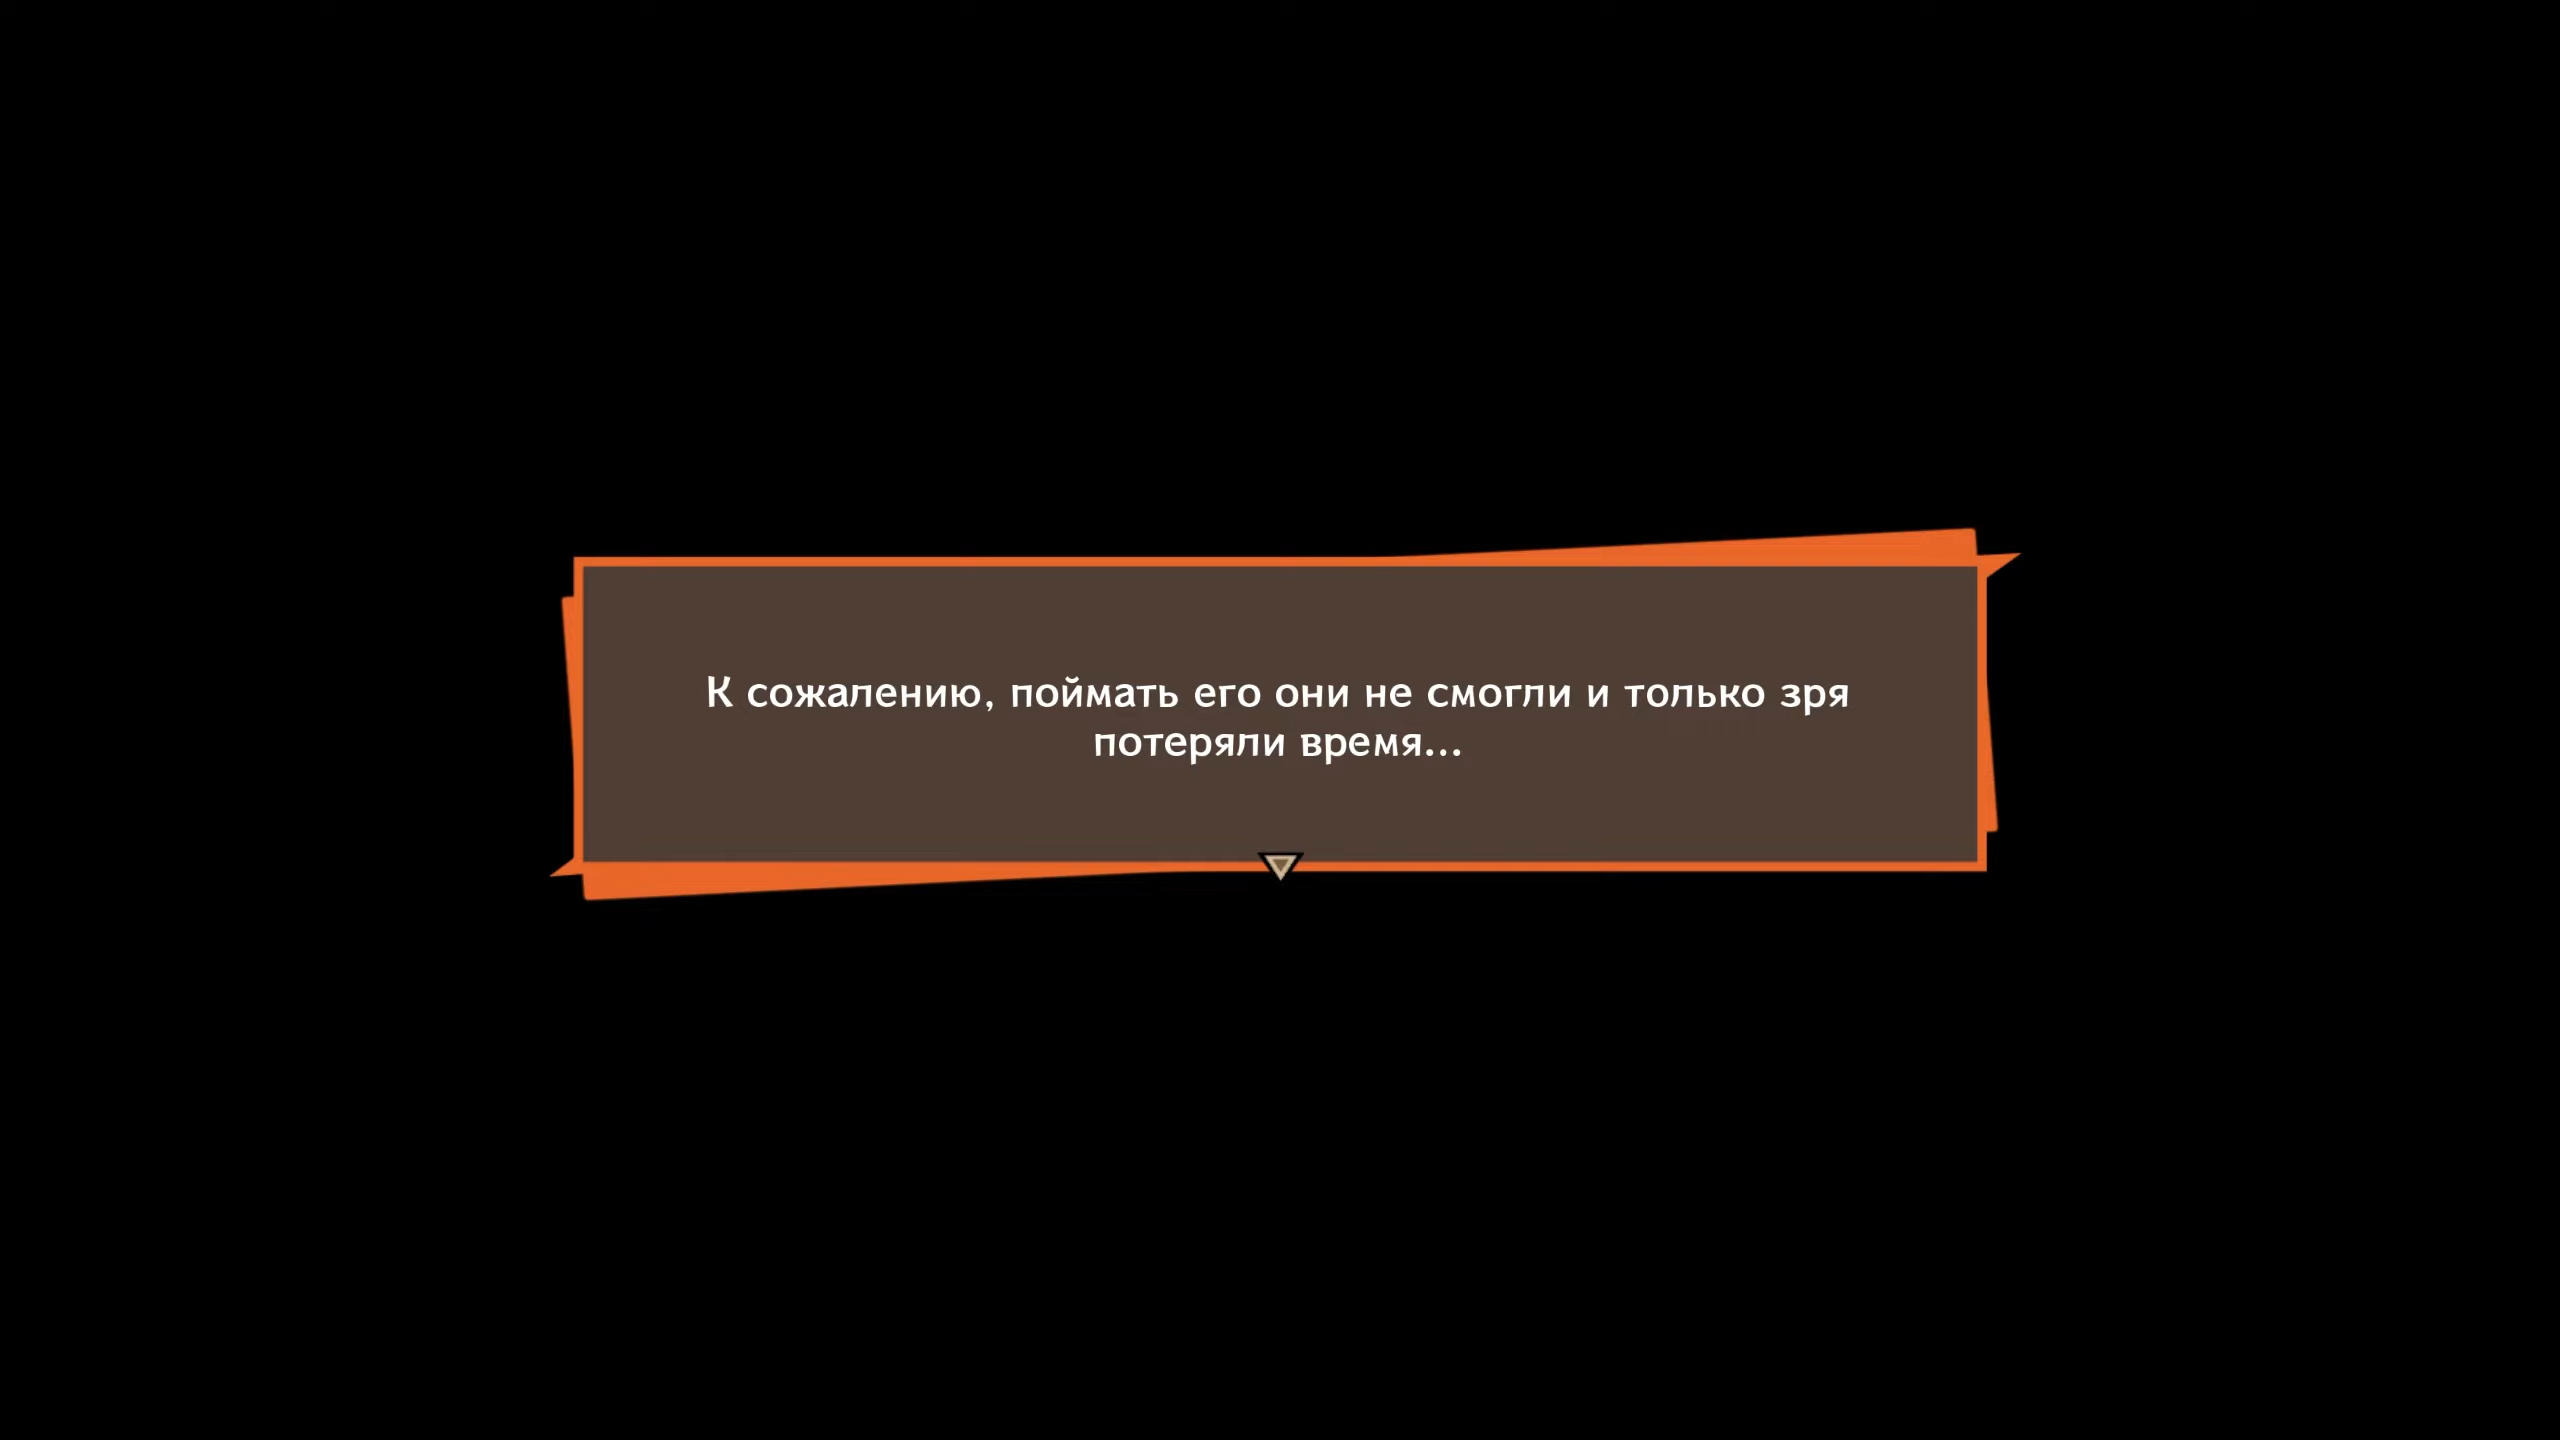 К сожалению, поймать его они не смогли и только зря
потеряли время...